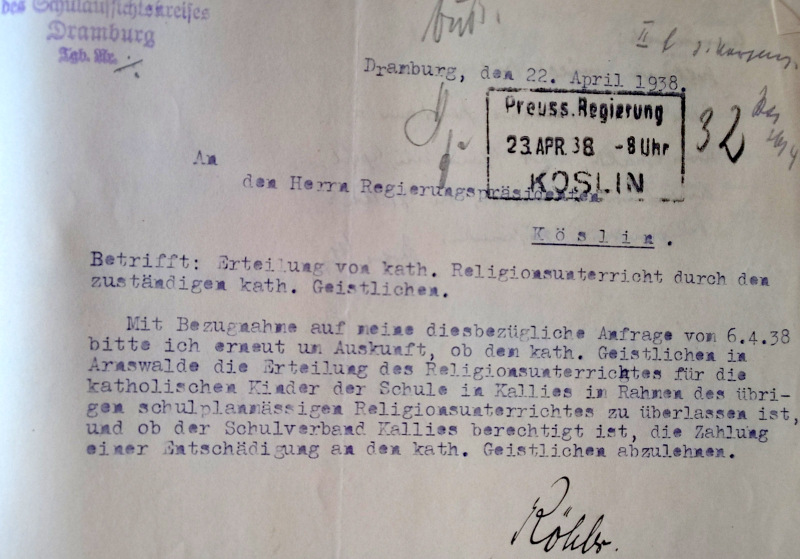 des Schulaufsichtskreises
Dramburg
Tgb. Nr.
Dramburg, den 22. April 1938.
Preuss. Regierung
23. APR. 38 -8 Uhr
KÖSLIN
32
An
dem Herrn Regierungspräsidenten
Köslin.
Betrifft: Erteilung von kath. Religionsunterricht durch den
zuständigen kath. Geistlichen.
Mit Bezugnahme auf meine diesbezügliche Anfrage vom 6.4.38
bitte ich erneut um Auskunft, ob dem kath. Geistlichen in
Arnswalde die Erteilung des Religionsunterrichtes für die
katholischen Kinder der Schule in Kallies im Rahmen des übri-
gen schulplanmässigen Religionsunterrichtes zu überlassen ist,
und ob der Schulverband Kallies berechtigt ist, die Zahlung
einer Entschädigung an den kath. Geistlichen abzulehnen.